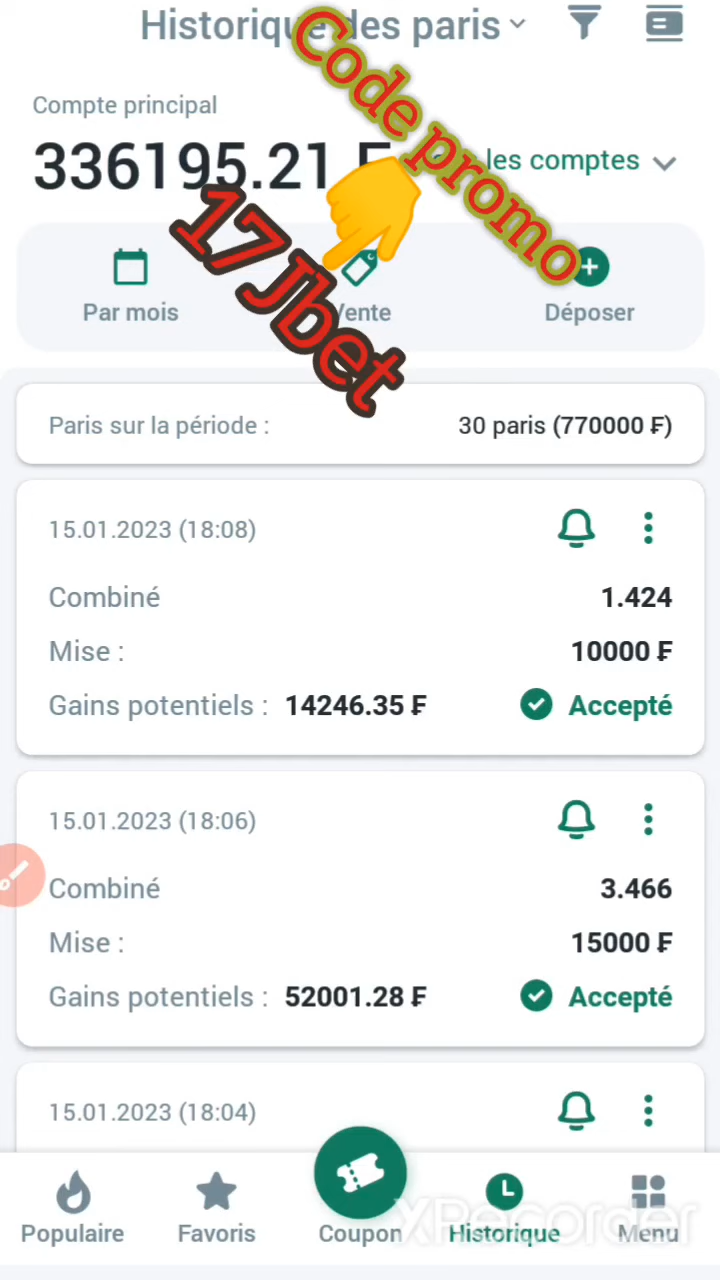 Historique des paris
Code promo
Compte principal
336195.21 F
les comptes
17Jbet
Par mois
Vente
Déposer
Paris sur la période :
30 paris (770000 ₣)
15.01.2023 (18:08)
Combiné
1.424
Mise :
10000 ₣
Gains potentiels : 14246.35 ₣
Accepté
15.01.2023 (18:06)
Combiné
3.466
Mise :
15000 ₣
Gains potentiels : 52001.28 ₣
Accepté
15.01.2023 (18:04)
Populaire
Favoris
Coupon
Historique
Menu
XRecorder